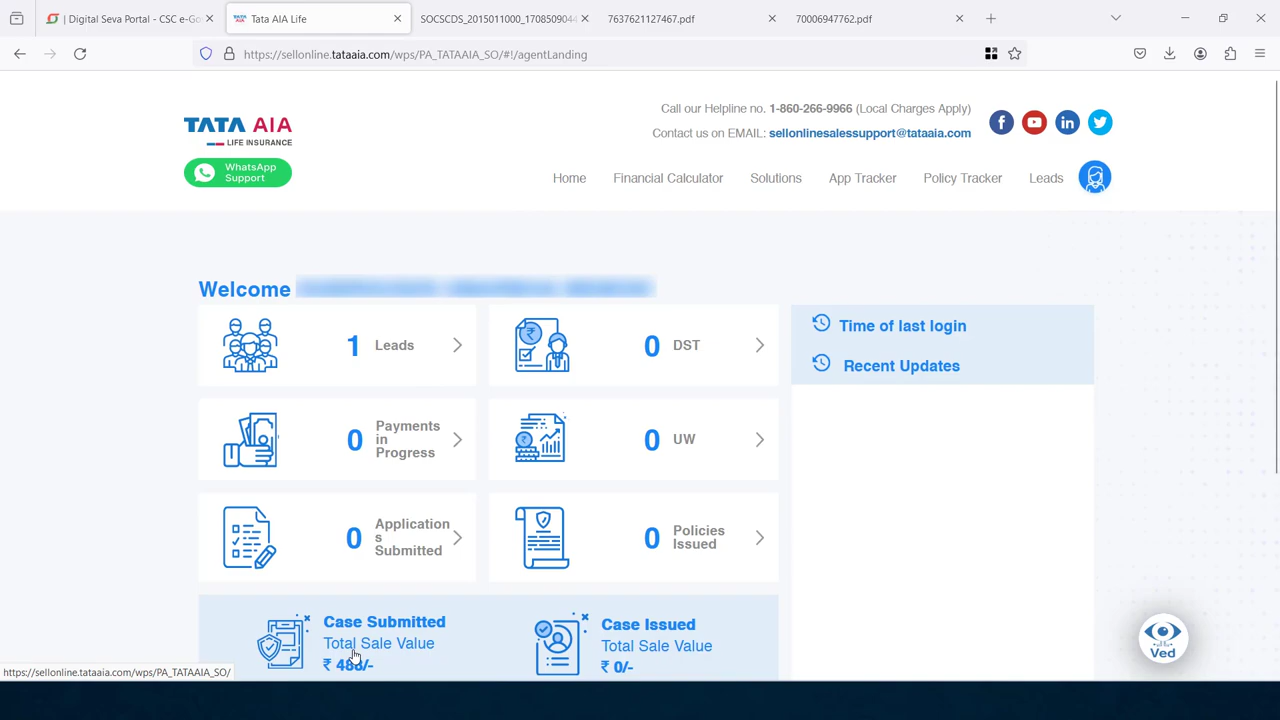 | Digital Seva Portal - CSC e-Go
Tata AIA Life
SOCSCDS_2015011000_1708509044
7637621127467.pdf
70006947762.pdf
https://sellonline.tataaia.com/wps/PA_TATAAIA_SO/#!/agentLanding
TATA AIA
LIFE INSURANCE
WhatsApp
Support
Call our Helpline no. 1-860-266-9966 (Local Charges Apply)
Contact us on EMAIL: sellonlinesalessupport@tataaia.com
Home Financial Calculator Solutions App Tracker Policy Tracker Leads
Welcome
1 Leads
0 DST
Time of last login
Recent Updates
0 Payments
in
Progress
0 UW
0 Application
s
Submitted
0 Policies
Issued
Case Submitted
Total Sale Value
Case Issued
Total Sale Value
₹ 0/-
Ved
https://sellonline.tataaia.com/wps/PA_TATAAIA_SO/